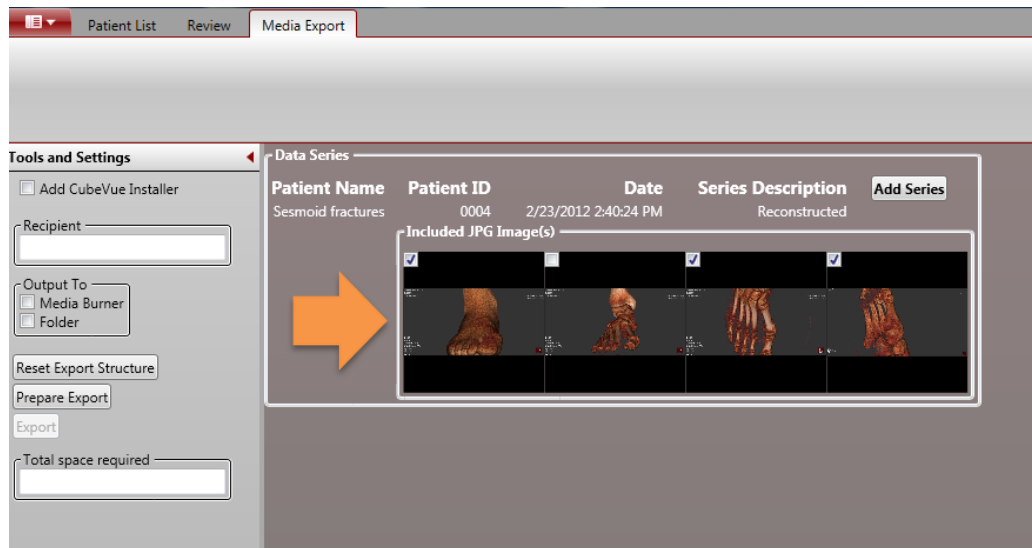 Patient List Review Media Export
Tools and Settings
Add CubeVue Installer
Recipient
Output To
Media Burner
Folder
Reset Export Structure
Prepare Export
Export
Total space required
Data Series
Patient Name Patient ID Date Series Description Add Series
Sesmoid fractures 0004 2/23/2012 2:40:24 PM Reconstructed
Included JPG Image(s)